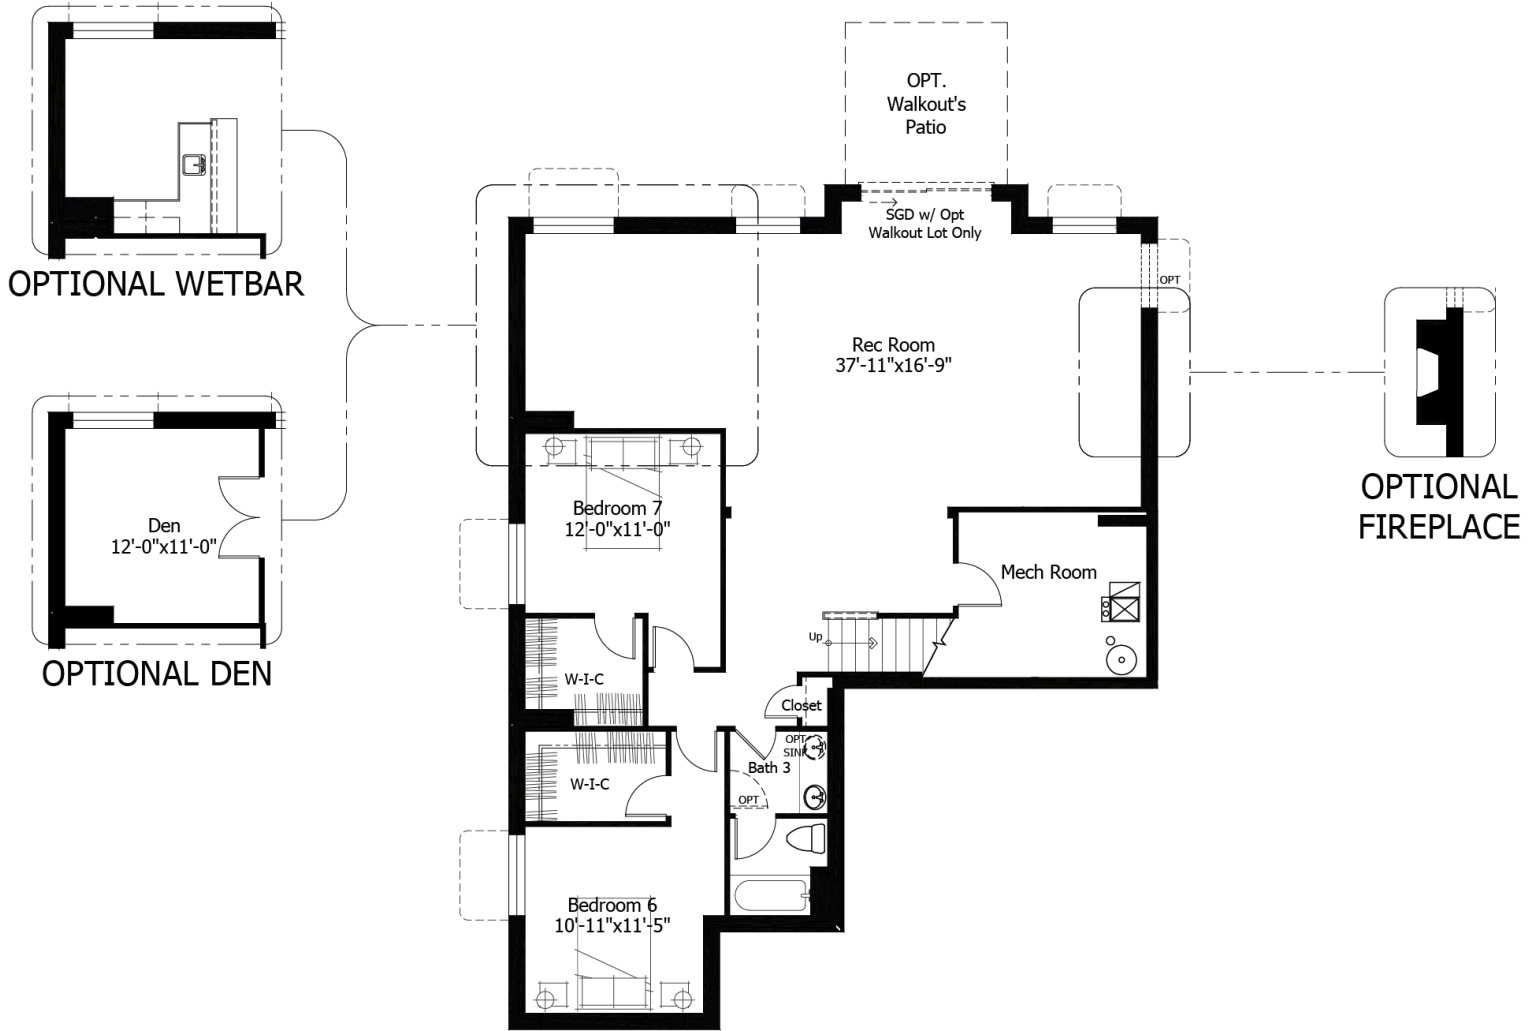 OPT.
Walkout's
Patio
SGD w/ Opt
Walkout Lot Only
OPTIONAL WETBAR
OPT
Rec Room
37'-11"x16'-9"
Den
12'-0"x11'-0"
OPTIONAL DEN
OPTIONAL
FIREPLACE
Bedroom 7
12'-0"x11'-0"
Mech Room
Up
W-I-C
Closet
OPT
SINK
Bath 3
W-I-C
OPT
Bedroom 6
10'-11"x11'-5"